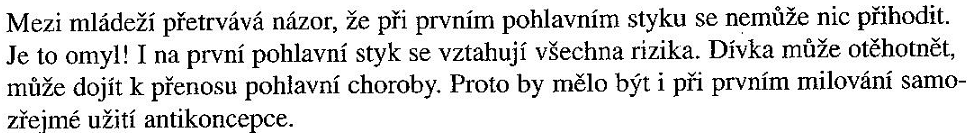 Mezi mládeží přetrvává názor, že při prvním pohlavním styku se nemůže nic přihodit.
Je to omyl! I na první pohlavní styk se vztahují všechna rizika. Dívka může otěhotnět,
může dojít k přenosu pohlavní choroby. Proto by mělo být i při prvním milování samo-
zřejmé užití antikoncepce.